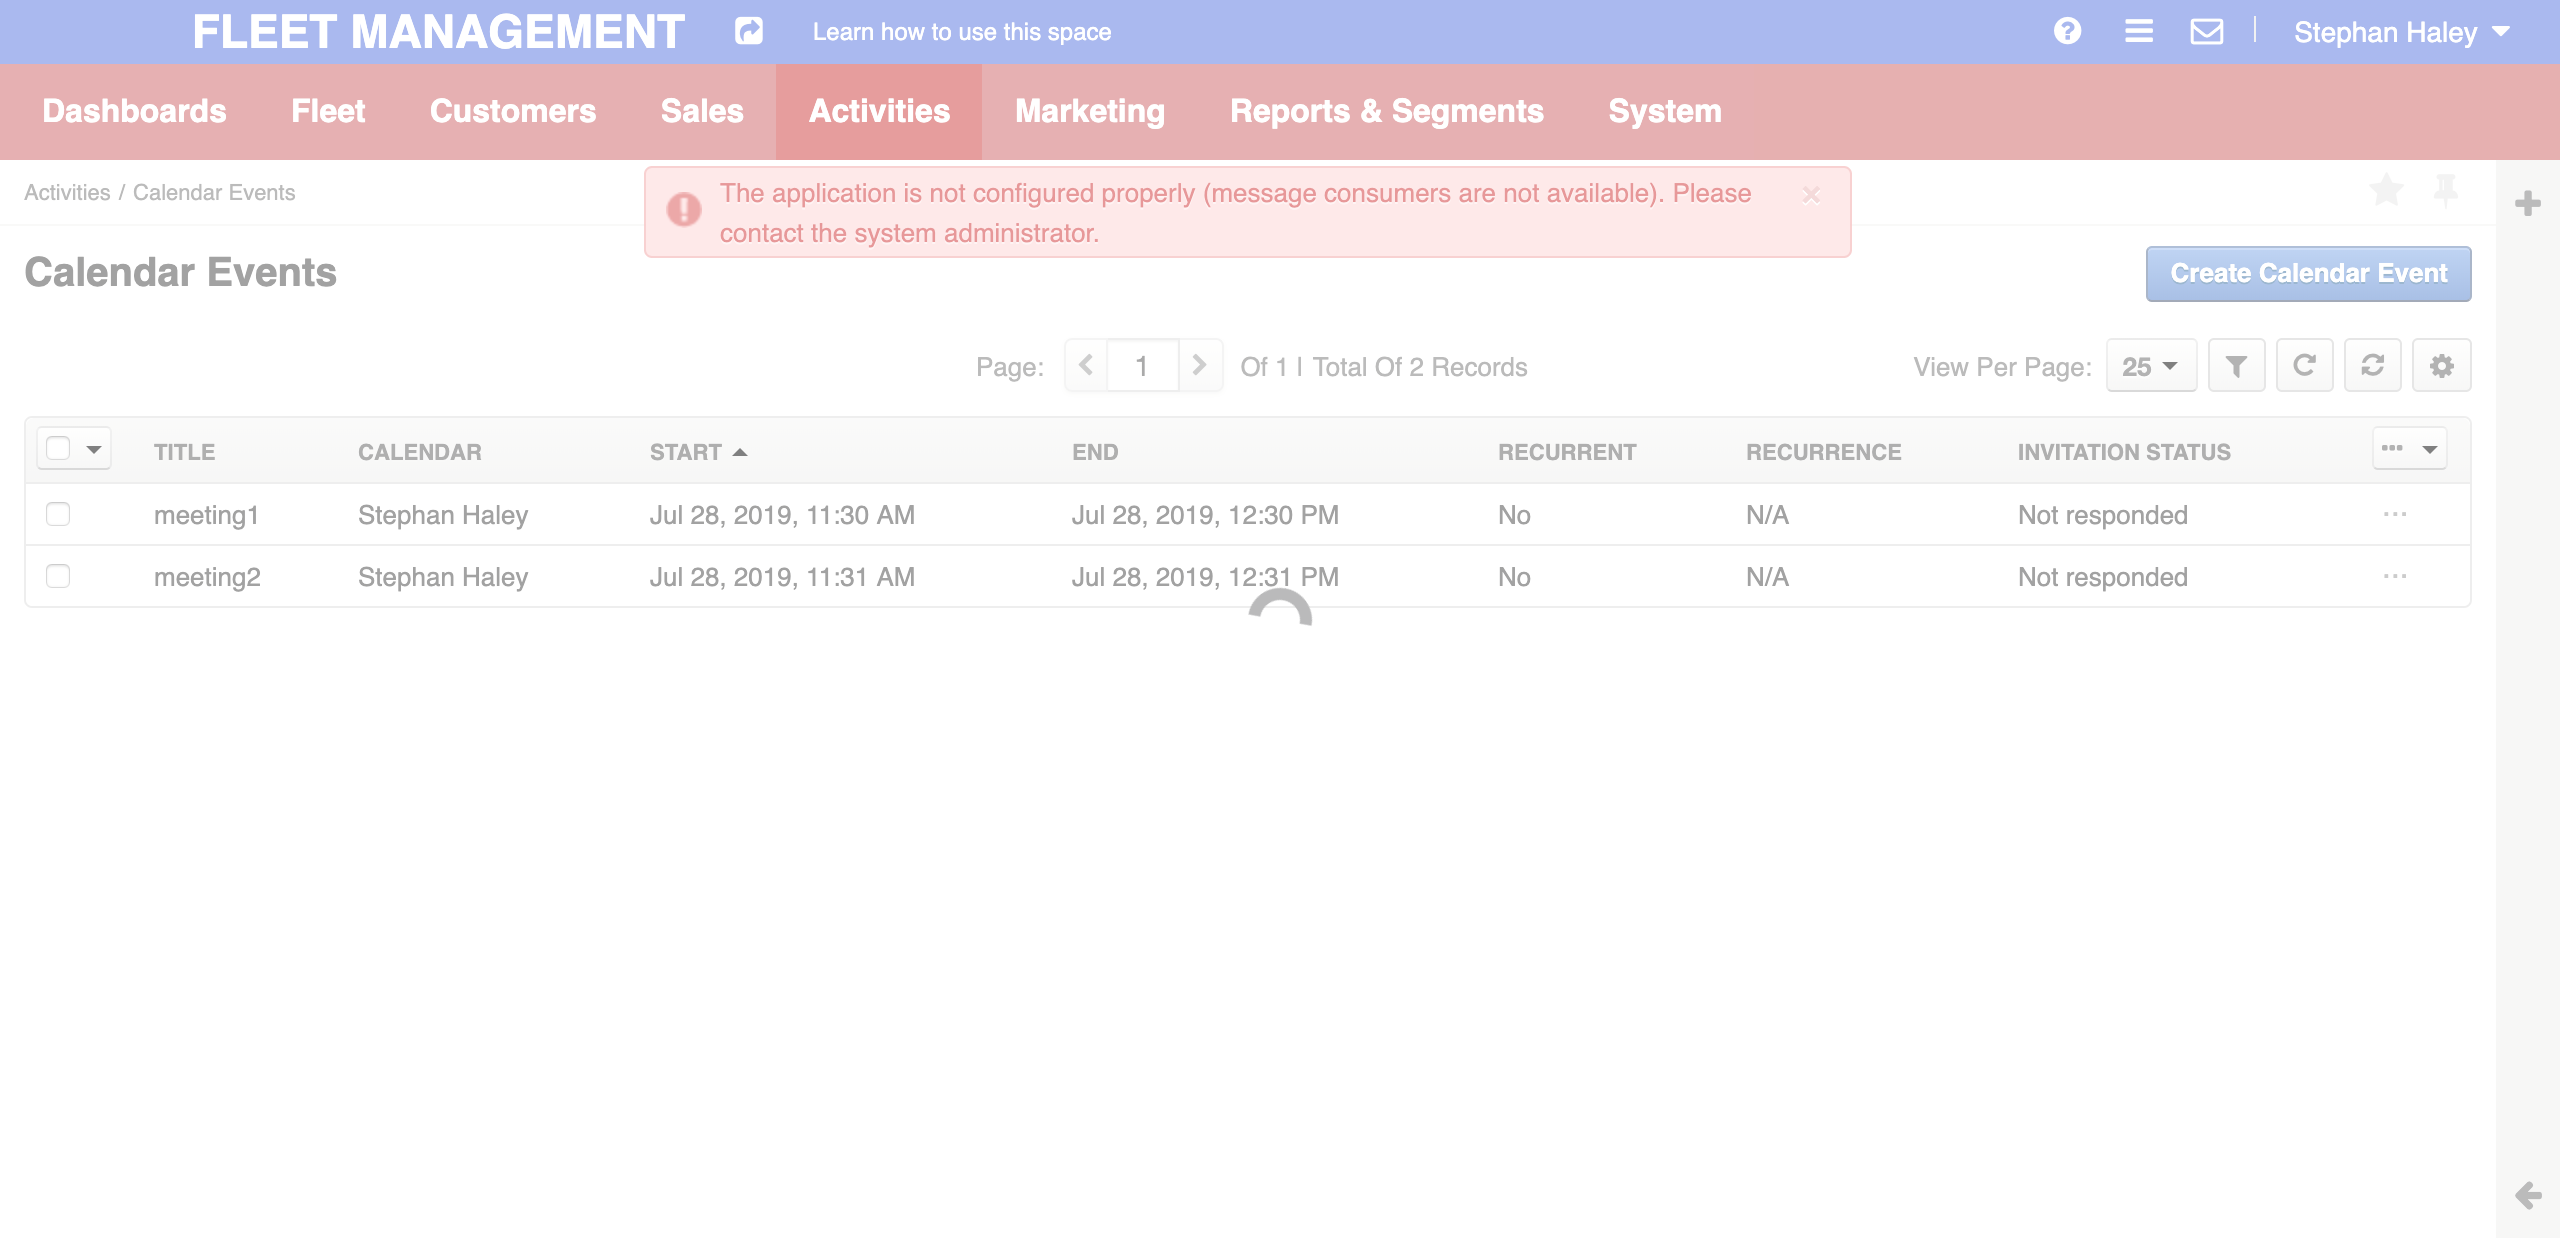 FLEET MANAGEMENT Learn how to use this space Stephan Haley
Dashboards Fleet Customers Sales Activities Marketing Reports & Segments System
Activities / Calendar Events
The application is not configured properly (message consumers are not available). Please
contact the system administrator.
Calendar Events
Create Calendar Event
Page: 1 Of 1 | Total Of 2 Records View Per Page: 25
TITLE CALENDAR START END RECURRENT RECURRENCE INVITATION STATUS
meeting1 Stephan Haley Jul 28, 2019, 11:30 AM Jul 28, 2019, 12:30 PM No N/A Not responded
meeting2 Stephan Haley Jul 28, 2019, 11:31 AM Jul 28, 2019, 12:31 PM No N/A Not responded